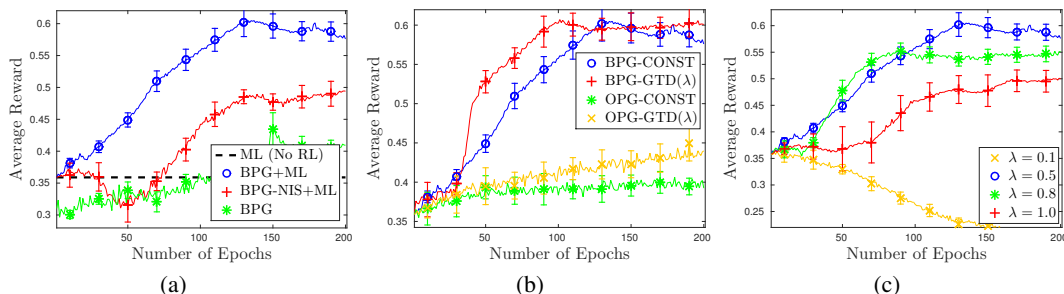 Average Reward
0.6
0.55
0.5
0.45
0.4
0.35
0.3
50
100
150
200
Number of Epochs
ML (No RL)
BPG+ML
BPG-NIS+ML
BPG
(a)
Average Reward
0.6
0.55
0.5
0.45
0.4
0.35
50
100
150
200
Number of Epochs
BPG-CONST
BPG-GTD(λ)
OPG-CONST
OPG-GTD(λ)
(b)
Average Reward
0.6
0.55
0.5
0.45
0.4
0.35
0.3
0.25
50
100
150
200
Number of Epochs
λ = 0.1
λ = 0.5
λ = 0.8
λ = 1.0
(c)